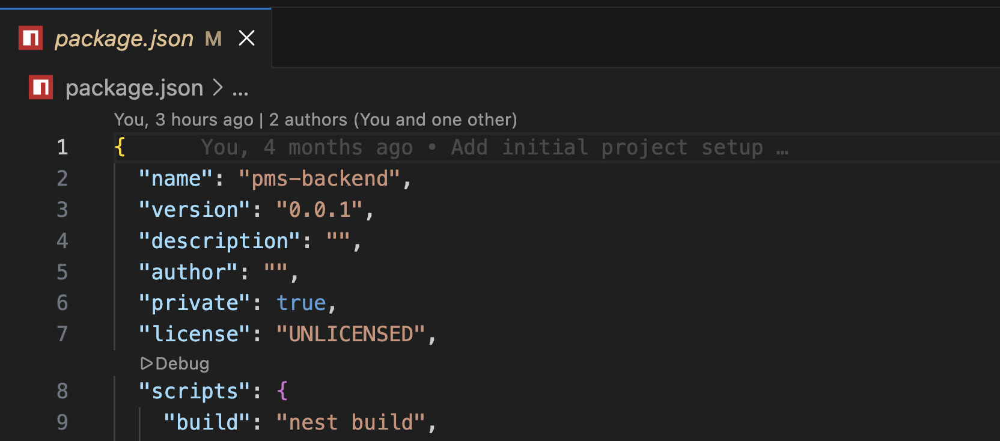 package.json M
package.json > ...
You, 3 hours ago | 2 authors (You and one other)
1 { You, 4 months ago • Add initial project setup …
2 "name": "pms-backend",
3 "version": "0.0.1",
4 "description": "",
5 "author": "",
6 "private": true,
7 "license": "UNLICENSED",
Debug
8 "scripts": {
9 "build": "nest build",